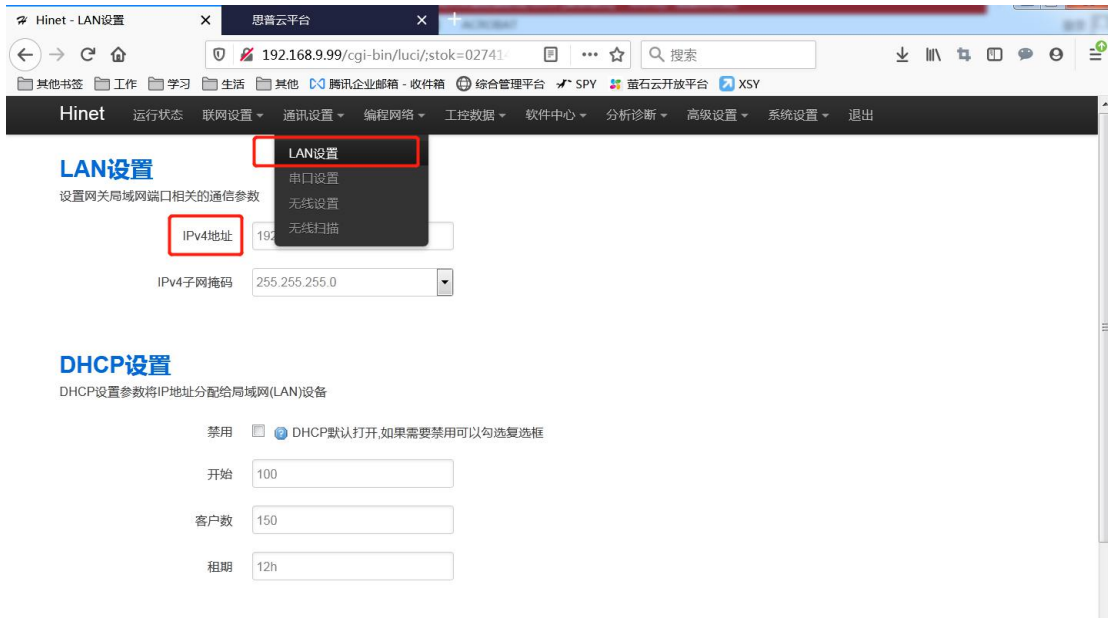 Hinet - LAN设置
思普云平台
192.168.9.99/cgi-bin/luci/;stok=02741
搜索
其他书签 工作 学习 生活 其他 腾讯企业邮箱 - 收件箱 综合管理平台 SPY 萤石云开放平台 XSY
Hinet 运行状态 联网设置 通讯设置 编程网络 工控数据 软件中心 分析诊断 高级设置 系统设置 退出
LAN设置
串口设置
无线设置
无线扫描
LAN设置
设置网关局域网端口相关的通信参数
IPv4地址 192
IPv4子网掩码 255.255.255.0
DHCP设置
DHCP设置参数将IP地址分配给局域网(LAN)设备
禁用 DHCP默认打开,如果需要禁用可以勾选复选框
开始 100
客户数 150
租期 12h